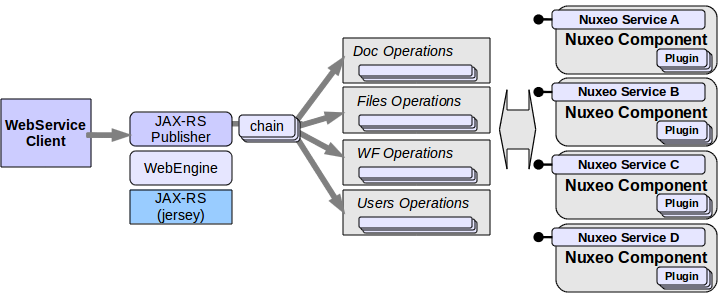 WebService
Client
JAX-RS
Publisher
WebEngine
JAX-RS
(jersey)
chain
Doc Operations
Files Operations
WF Operations
Users Operations
Nuxeo Service A
Nuxeo Component
Plugin
Nuxeo Service B
Nuxeo Component
Plugin
Nuxeo Service C
Nuxeo Component
Plugin
Nuxeo Service D
Nuxeo Component
Plugin